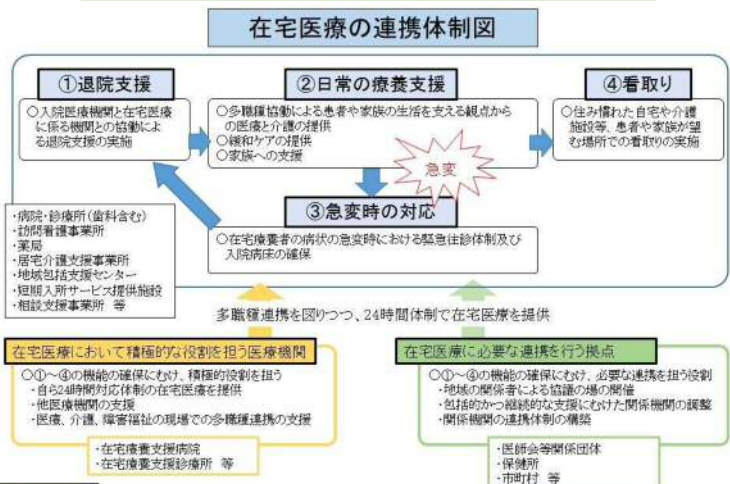 在宅医療の連携体制図
①退院支援
○入院医療機関と在宅医療
に係る機関との協働によ
る退院支援の実施
②日常の療養支援
○多職種協働による患者や家族の生活を支える観点から
の医療と介護の提供
○緩和ケアの提供
○家族への支援
④看取り
○住み慣れた自宅や介護
施設等、患者や家族が望
む場所での看取りの実施
急変
③急変時の対応
○在宅療養者の病状の急変時における緊急往診体制及び
入院病床の確保
・病院・診療所(歯科含む)
・訪問看護事業所
・薬局
・居宅介護支援事業所
・地域包括支援センター
・短期入所サービス提供施設
・相談支援事業所 等
多職種連携を図りつつ、24時間体制で在宅医療を提供
在宅医療において積極的な役割を担う医療機関
○①～④の機能の確保にむけ、積極的役割を担う
・自ら24時間対応体制の在宅医療を提供
・他医療機関の支援
・医療、介護、障害福祉の現場での多職種連携の支援
・在宅療養支援病院
・在宅療養支援診療所 等
在宅医療に必要な連携を行う拠点
○①～④の機能の確保にむけ、必要な連携を担う役割
・地域の関係者による協議の場の開催
・包括的かつ継続的な支援にむけた関係機関の調整
・関係機関の連携体制の構築
・医師会等関係団体
・保健所
・市町村 等